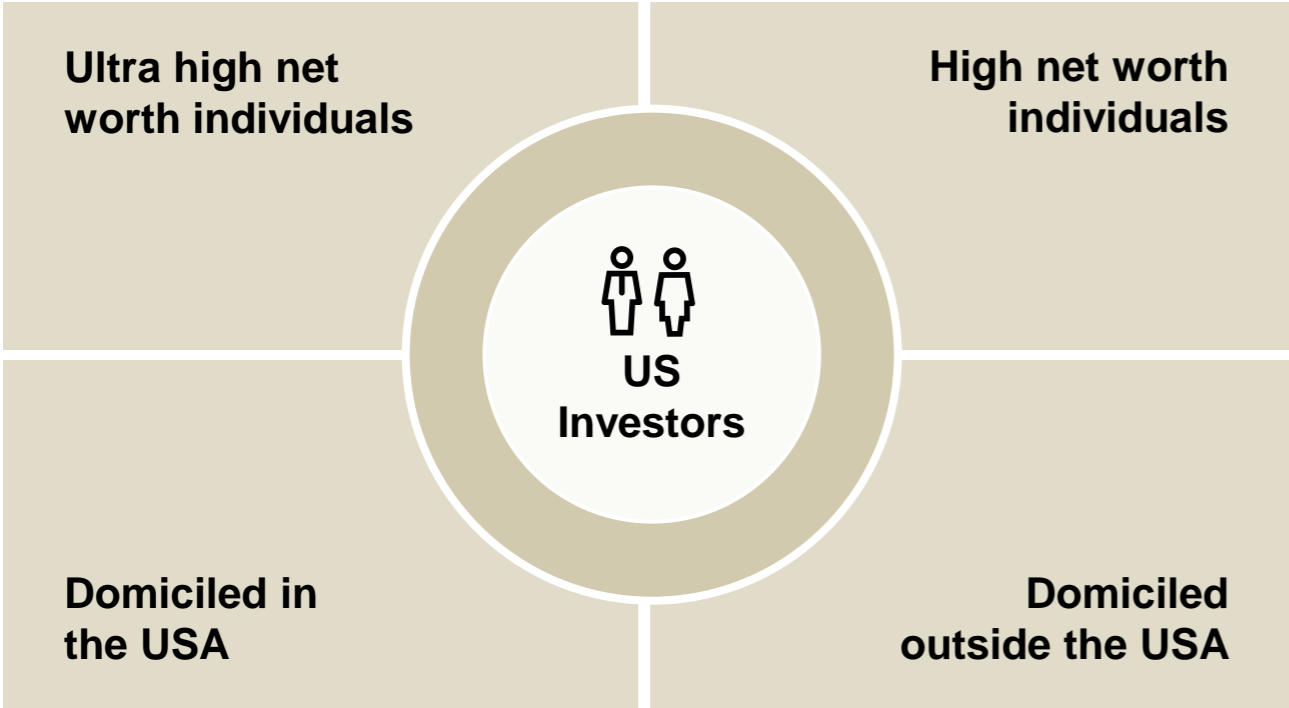 Ultra high net
worth individuals
High net worth
individuals
US
Investors
Domiciled in
the USA
Domiciled
outside the USA